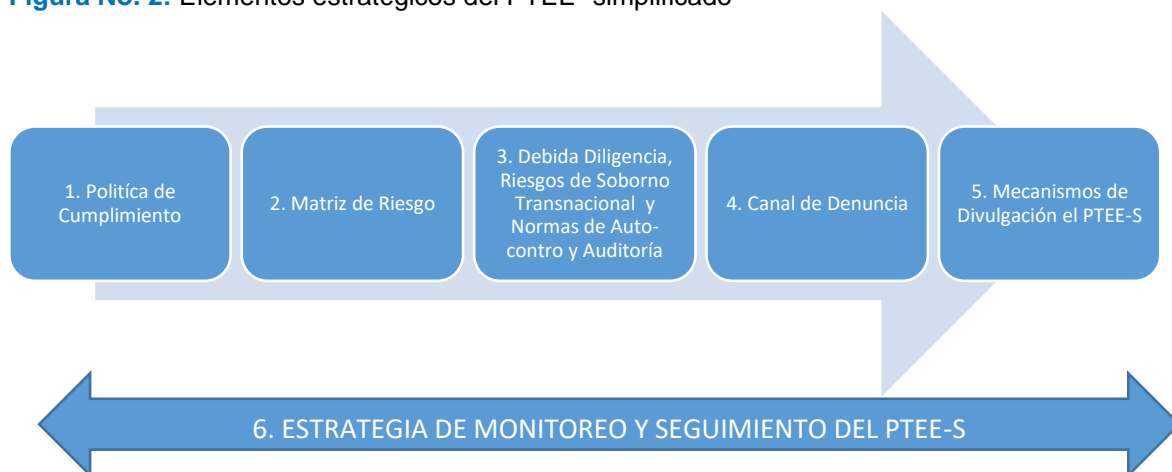 Figura No. 2: Elementos estratégicos del PTEE- simplificado
1. Politíca de
Cumplimiento
2. Matriz de Riesgo
3. Debida Diligencia,
Riesgos de Soborno
Transnacional y
Normas de Auto-
contro y Auditoría
4. Canal de Denuncia
5. Mecanismos de
Divulgación el PTEE-S
6. ESTRATEGIA DE MONITOREO Y SEGUIMIENTO DEL PTEE-S